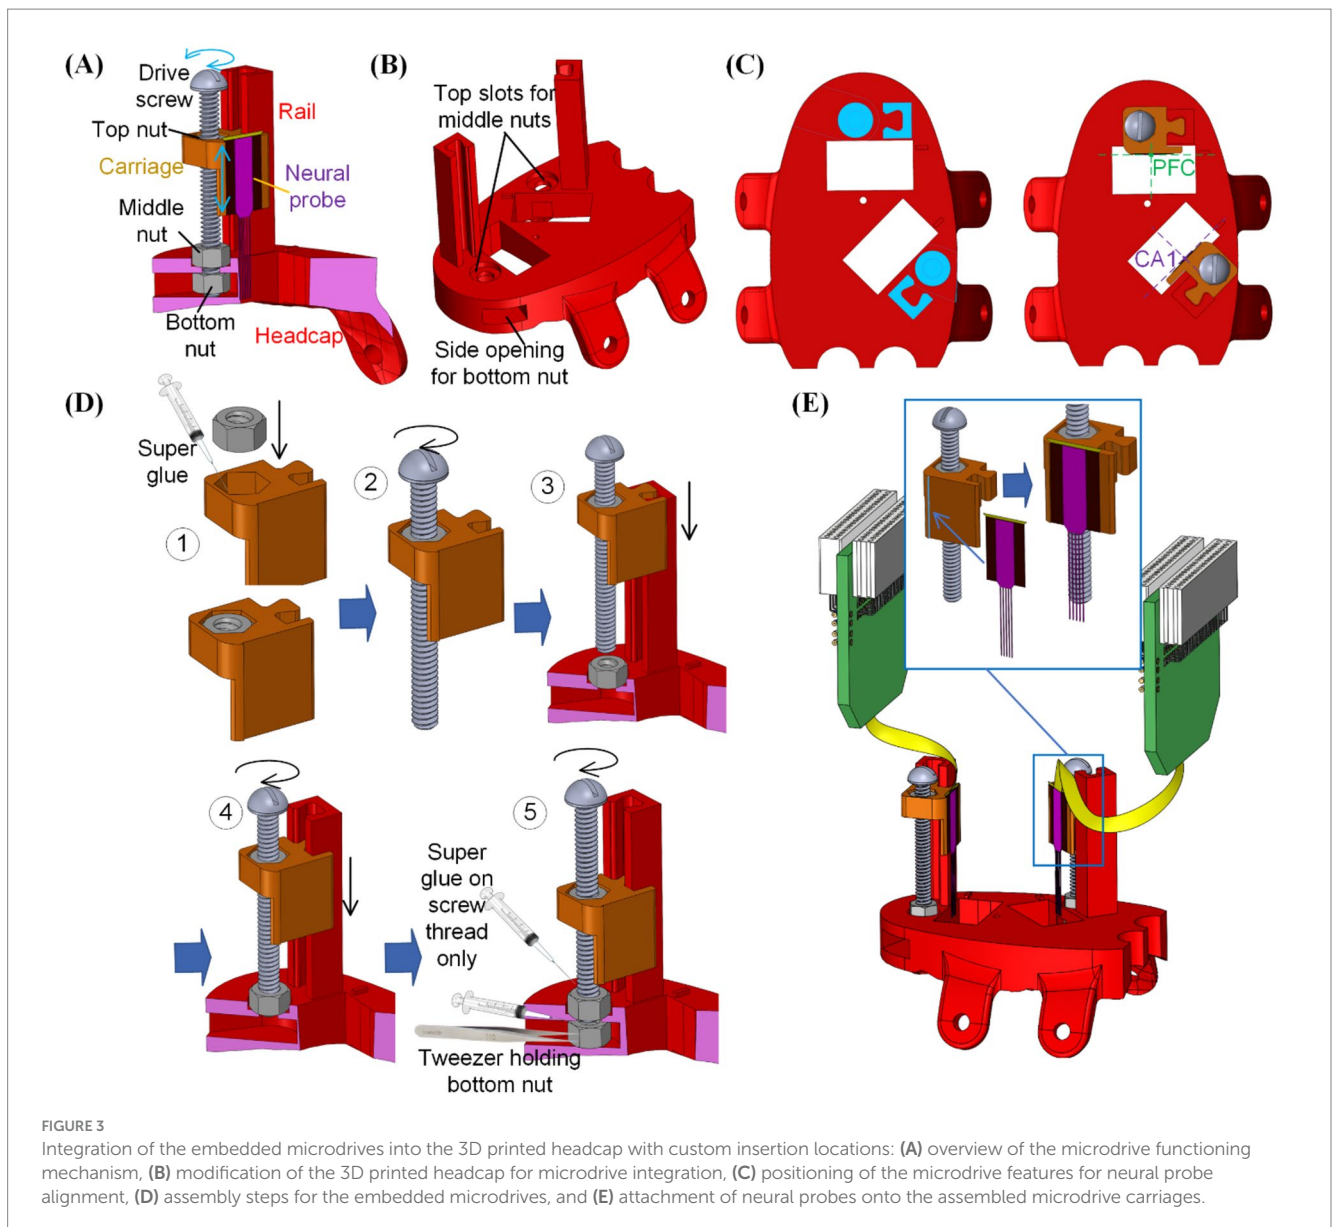 (A)
Drive
screw
Top nut
Rail
Carriage
Neural
probe
Middle
nut
Bottom
nut
Headcap
(B)
Top slots for
middle nuts
Side opening
for bottom nut
(C)
PFC
CA1
(D)
Super
glue
1
2
3
4
5
Super
glue on
screw
thread
only
Tweezer holding
bottom nut
(E)
FIGURE 3
Integration of the embedded microdrives into the 3D printed headcap with custom insertion locations: (A) overview of the microdrive functioning
mechanism, (B) modification of the 3D printed headcap for microdrive integration, (C) positioning of the microdrive features for neural probe
alignment, (D) assembly steps for the embedded microdrives, and (E) attachment of neural probes onto the assembled microdrive carriages.